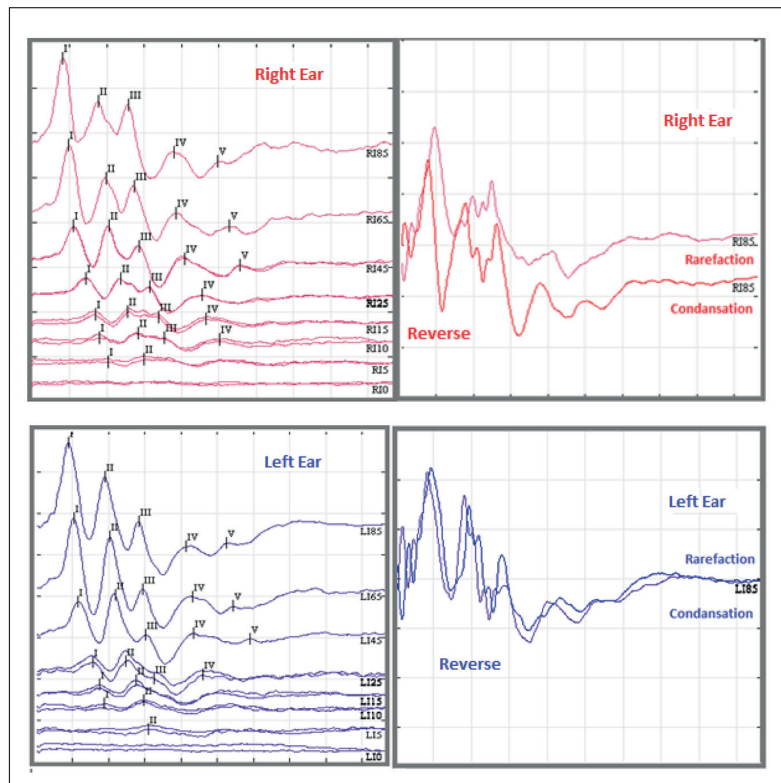 Right Ear
I
II
III
IV
V
RI85
I
II
III
IV
V
RI65
I
II
III
IV
V
RI45
I
II
III
IV
RI25
I
II
III
IV
RI15
I
II
III
IV
RI10
I
II
RI5
RI0
Right Ear
RI85
Rarefaction
RI85
Condansation
Reverse
Left Ear
I
II
III
IV
V
LI85
I
II
III
IV
V
LI65
I
II
III
IV
V
LI45
I
II
III
IV
LI25
I
II
LI15
I
II
LI10
II
LI5
LI0
Left Ear
Rarefaction
LI85
Condansation
Reverse